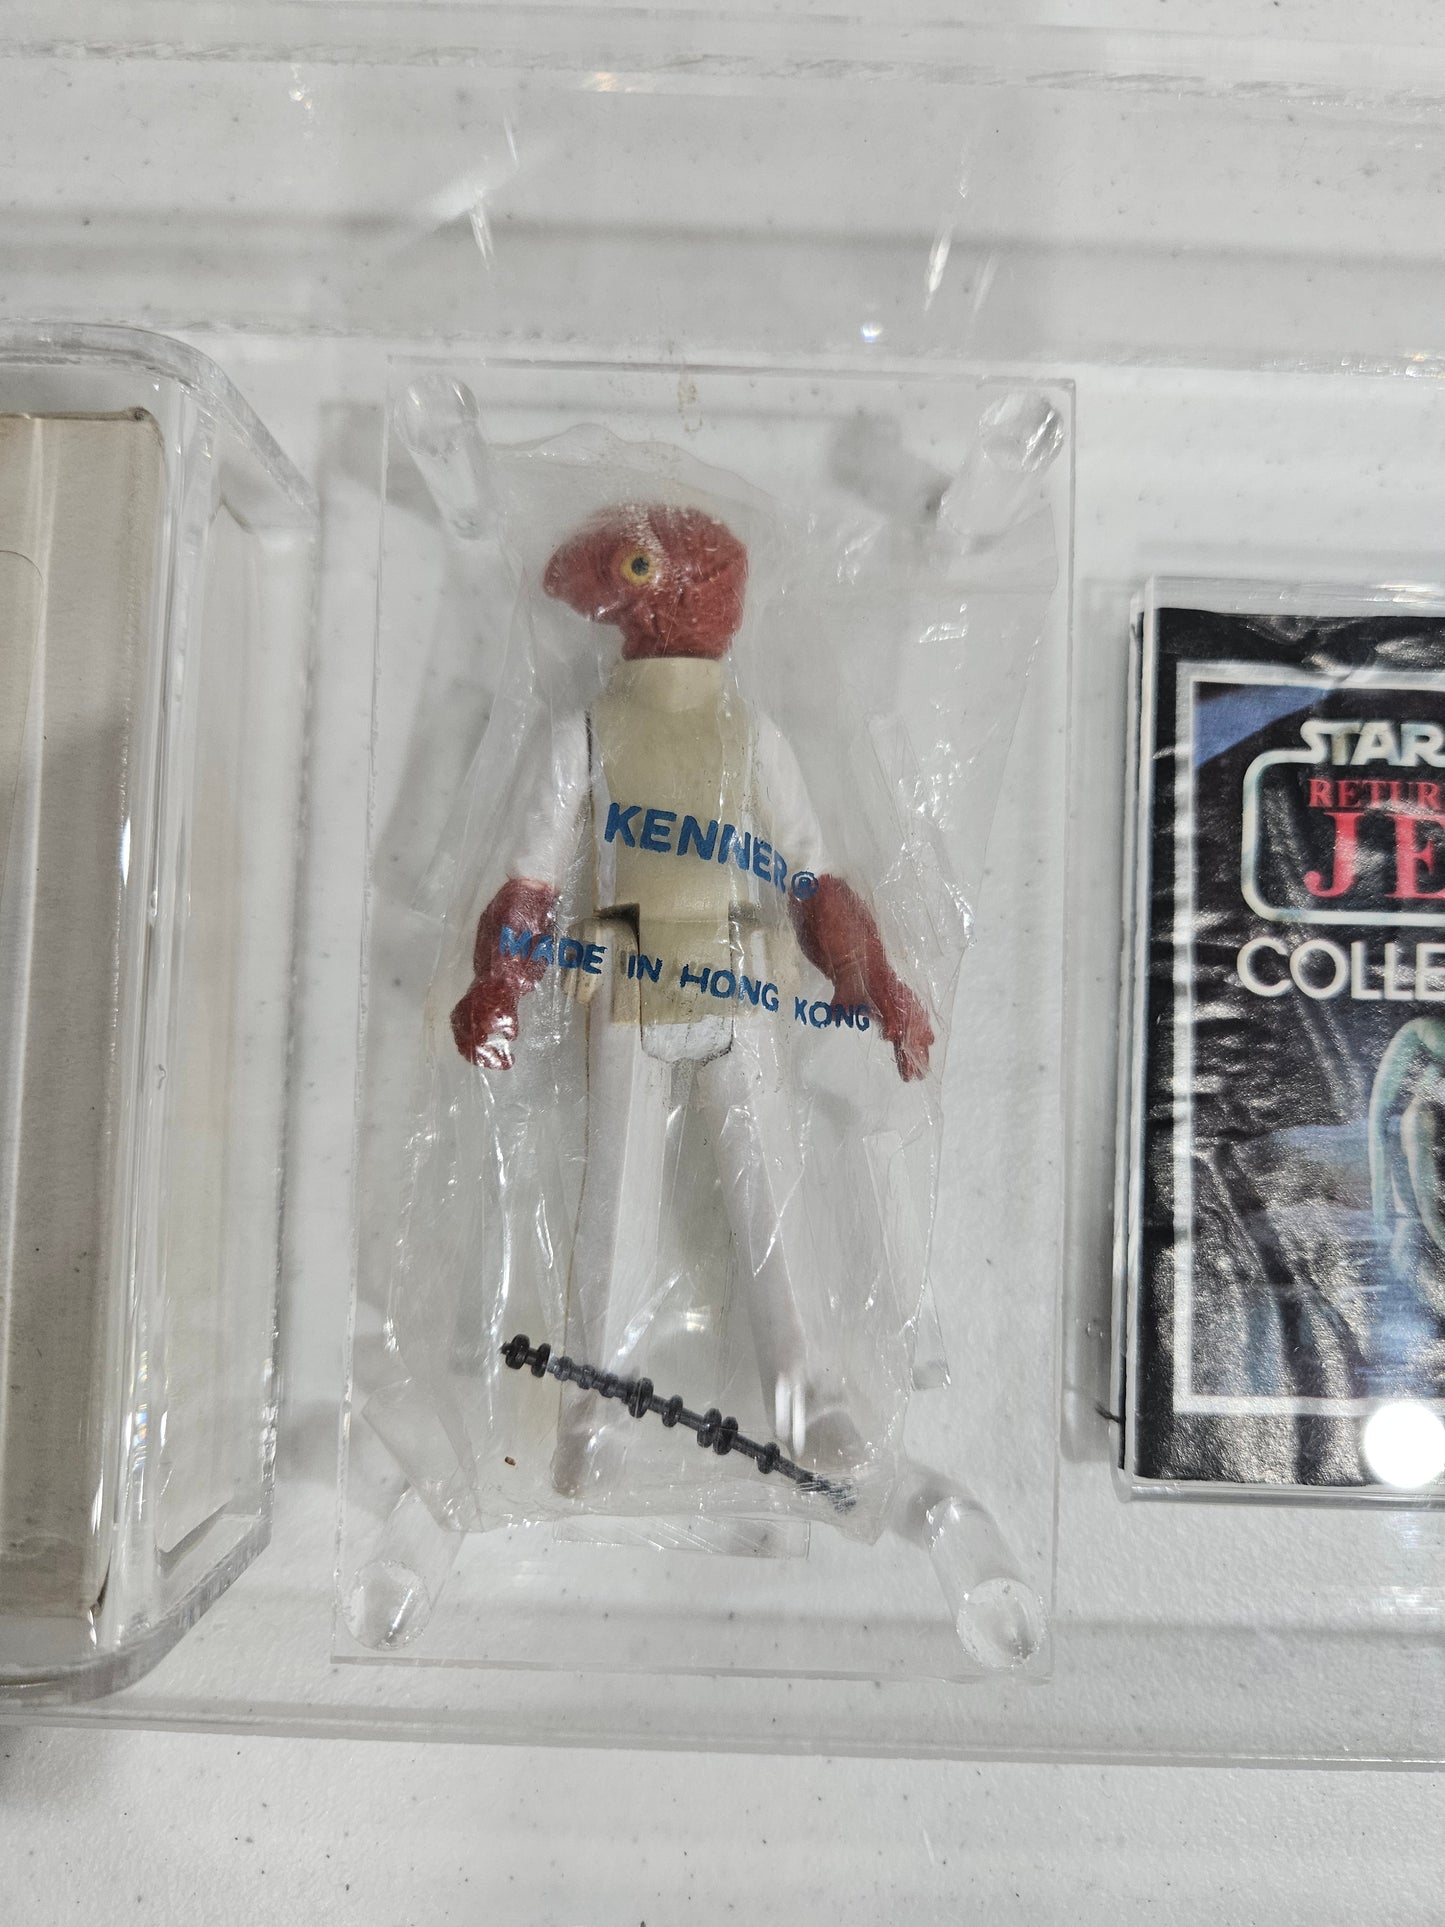 KENNER®
MADE IN HONG KONG
STAR
RETUR
JE
COLLE